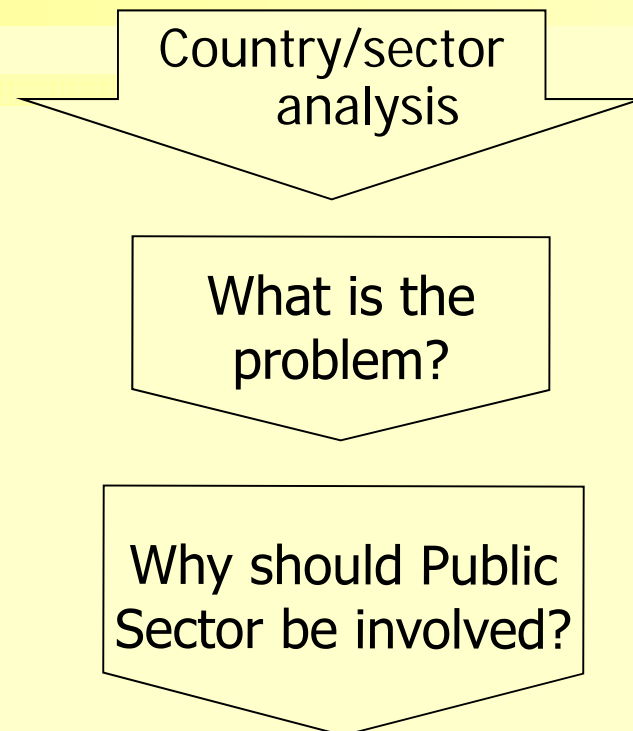 Country/sector
analysis
What is the
problem?
Why should Public
Sector be involved?